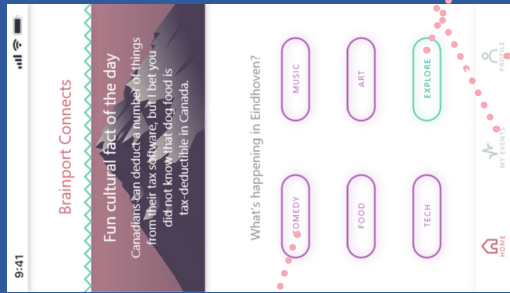 9:41
Brainport Connects
Fun cultural fact of the day
Canadians can deduct a number of things
from their tax software, but I bet you
did not know that dog food is
tax-deductible in Canada.
What's happening in Eindhoven?
COMEDY
MUSIC
FOOD
ART
TECH
EXPLORE
HOME
MY EVENTS
PROFILE